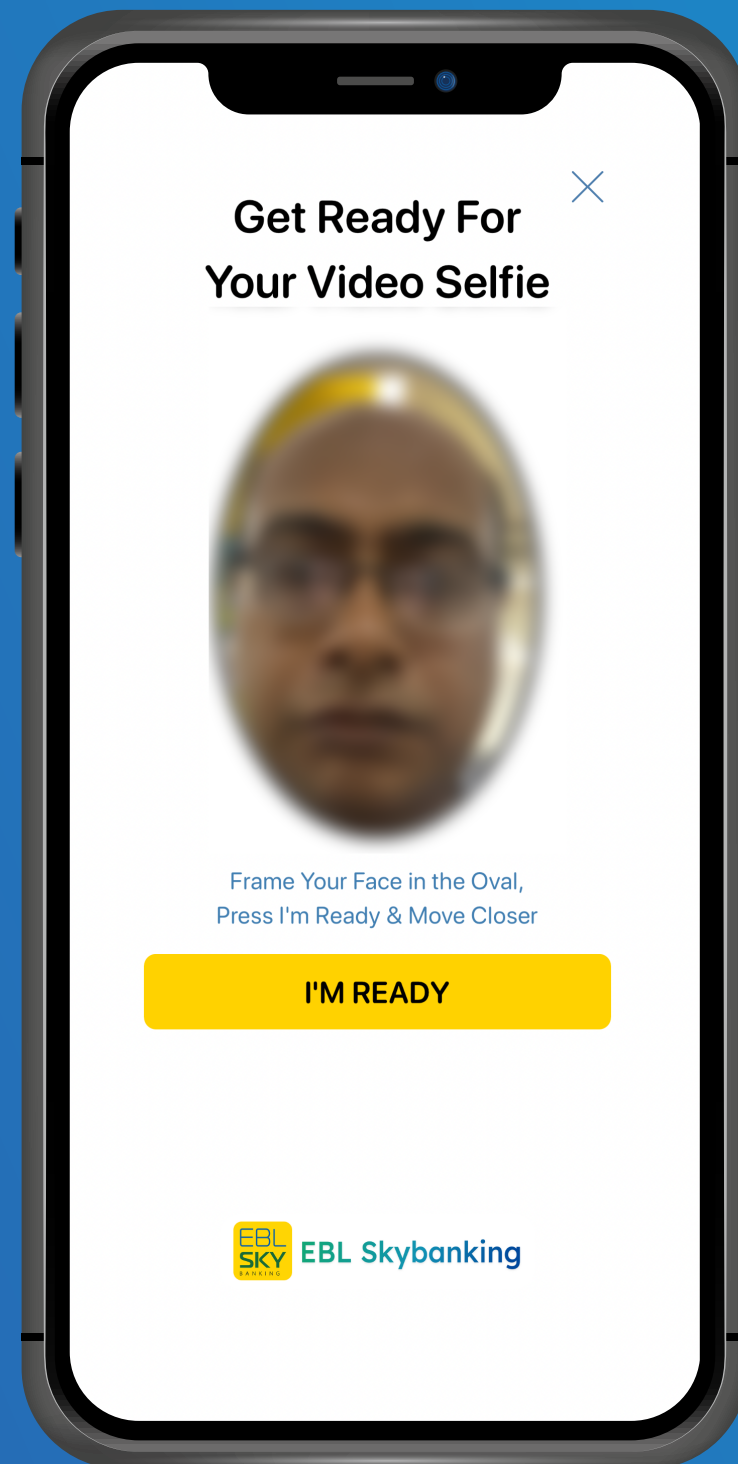 Get Ready For
Your Video Selfie
Frame Your Face in the Oval,
Press I'm Ready & Move Closer
I'M READY
EBL
SKY
BANKING
EBL Skybanking